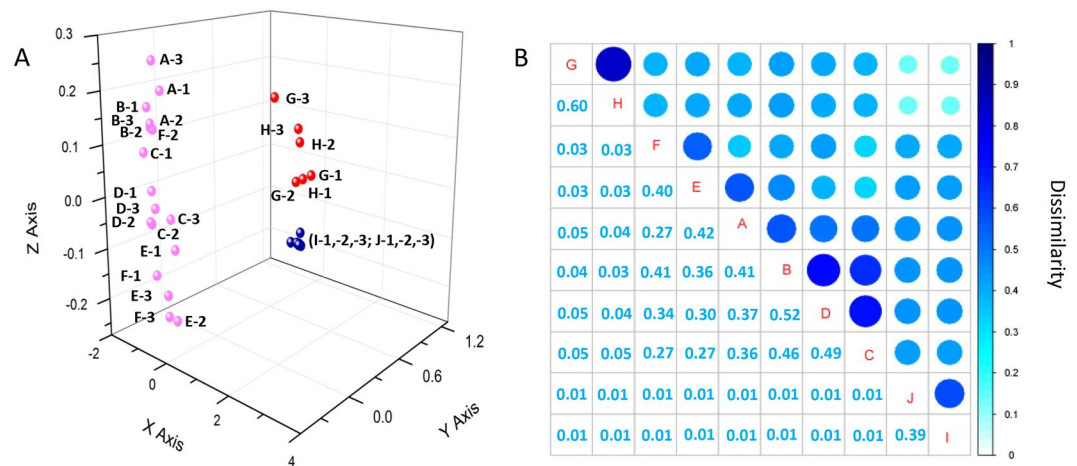 A
0.3
0.2
0.1
0.0
-0.1
-0.2
Z Axis
-2
0
2
4
X Axis
0.0
0.6
1.2
Y Axis
A-3
A-1
B-1
B-3
A-2
B-2
F-2
C-1
D-1
D-3
C-3
D-2
C-2
E-1
F-1
E-3
F-3
E-2
G-3
H-3
H-2
G-1
G-2
H-1
(I-1,-2,-3; J-1,-2,-3)
B
G
0.60 H
0.03 0.03 F
0.03 0.03 0.40 E
0.05 0.04 0.27 0.42 A
0.04 0.03 0.41 0.36 0.41 B
0.05 0.04 0.34 0.30 0.37 0.52 D
0.05 0.05 0.27 0.27 0.36 0.46 0.49 C
0.01 0.01 0.01 0.01 0.01 0.01 0.01 0.01 J
0.01 0.01 0.01 0.01 0.01 0.01 0.01 0.01 0.39 I
1
0.9
0.8
0.7
0.6
0.5
0.4
0.3
0.2
0.1
0
Dissimilarity